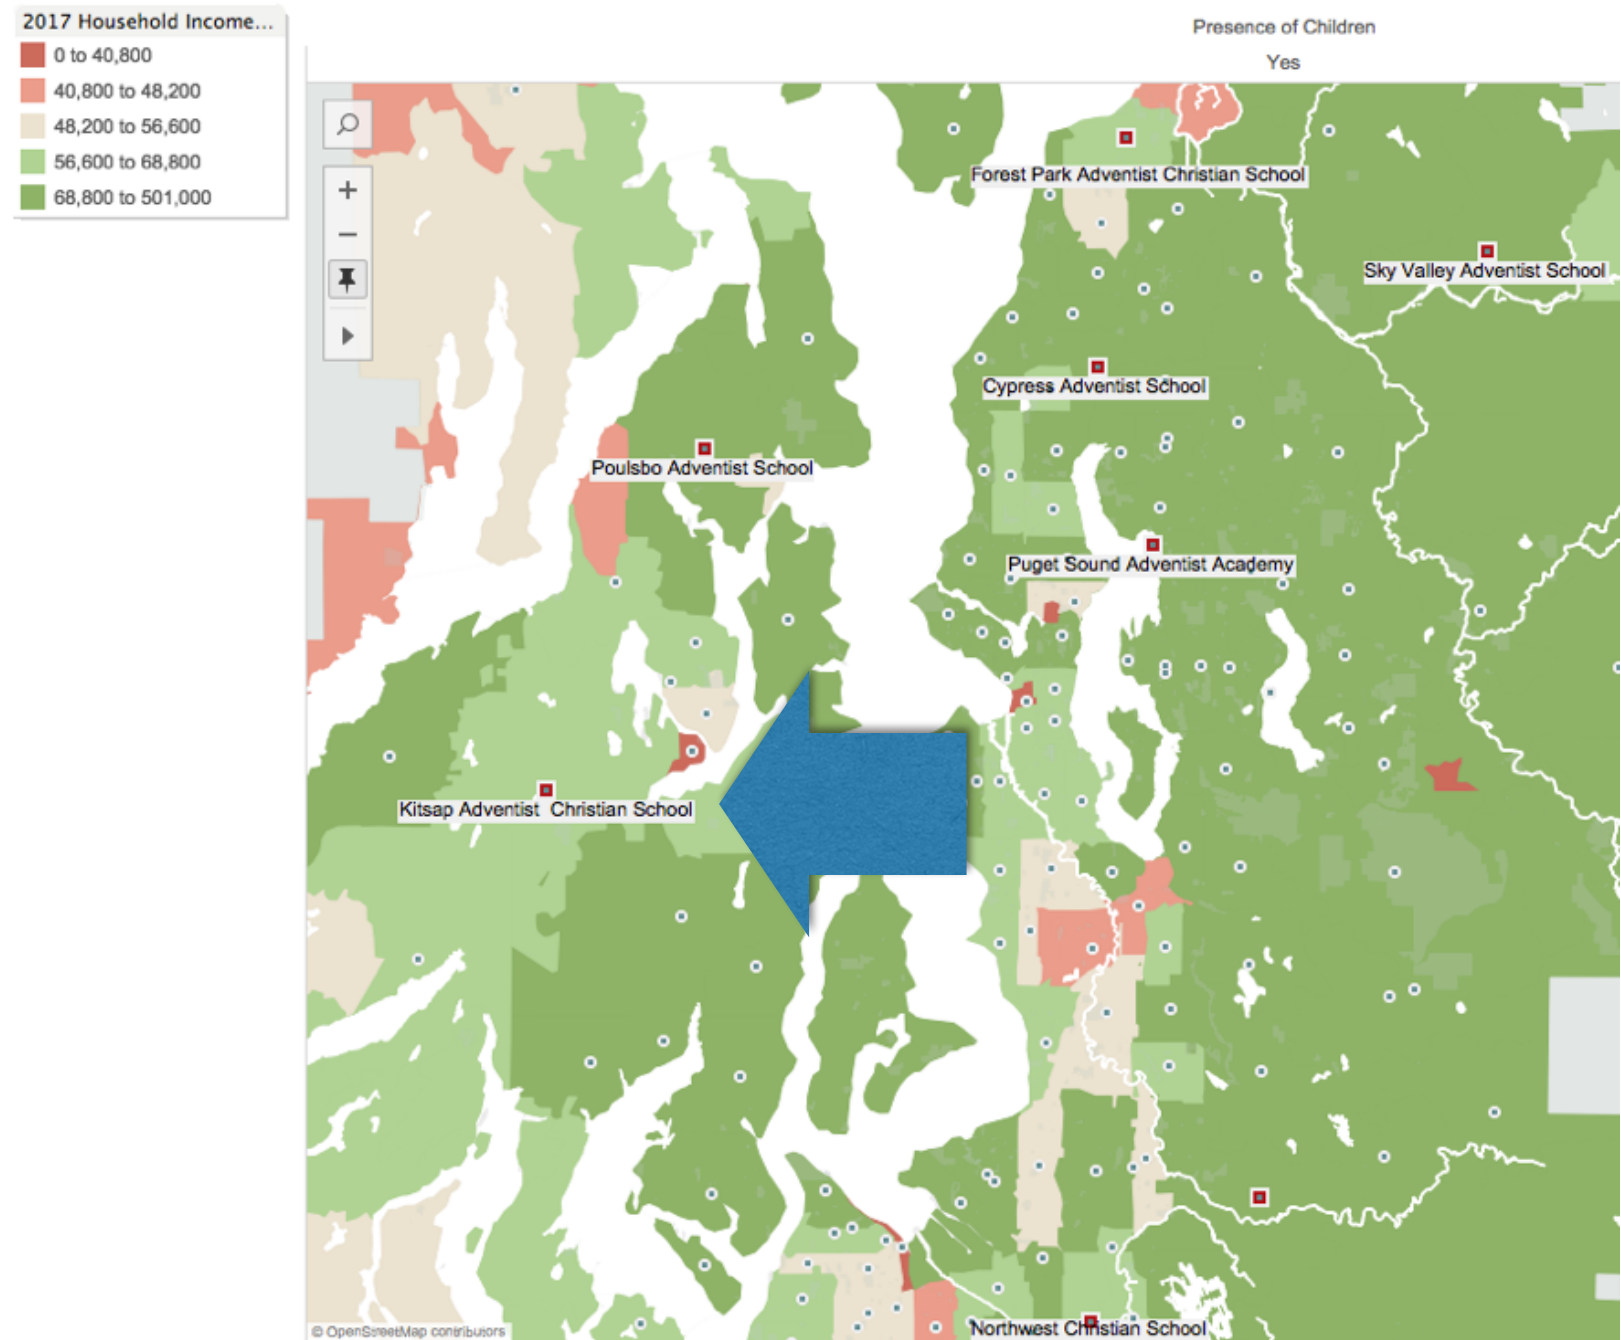 2017 Household Income...
0 to 40,800
40,800 to 48,200
48,200 to 56,600
56,600 to 68,800
68,800 to 501,000
Presence of Children
Yes
Forest Park Adventist Christian School
Sky Valley Adventist School
Cypress Adventist School
Poulsbo Adventist School
Puget Sound Adventist Academy
Kitsap Adventist Christian School
Northwest Christian School
© OpenStreetMap contributors